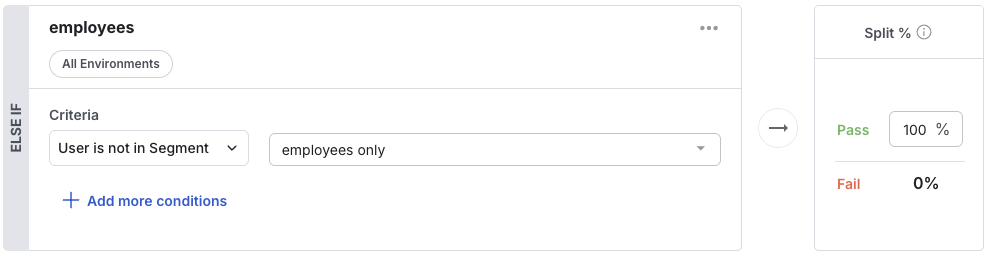 ELSE IF
employees
All Environments
Criteria
User is not in Segment
employees only
Add more conditions
Split %
Pass
100 %
Fail
0%